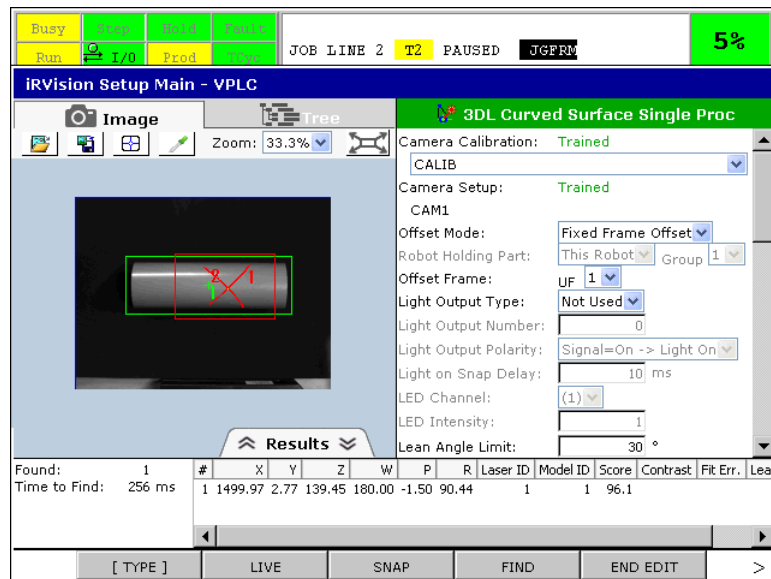 Busy Step Hold Fault
JOB LINE 2 T2 PAUSED JGFRM 5%
Run I/O Prod TCyc
iRVision Setup Main - VPLC
Image Tree 3DL Curved Surface Single Proc
Zoom: 33.3%
Camera Calibration: Trained
CALIB
Camera Setup: Trained
CAM1
Offset Mode: Fixed Frame Offset
Robot Holding Part: This Robot Group 1
Offset Frame: UF 1
Light Output Type: Not Used
Light Output Number: 0
Light Output Polarity: Signal=On -> Light On
Light on Snap Delay: 10 ms
LED Channel: (1)
LED Intensity: 1
Lean Angle Limit: 30 °
2 1
1
Results
Found: 1
Time to Find: 256 ms
# X Y Z W P R Laser ID Model ID Score Contrast Fit Err. Lea
1 1499.97 2.77 139.45 180.00 -1.50 90.44 1 1 96.1
[ TYPE ] LIVE SNAP FIND END EDIT >